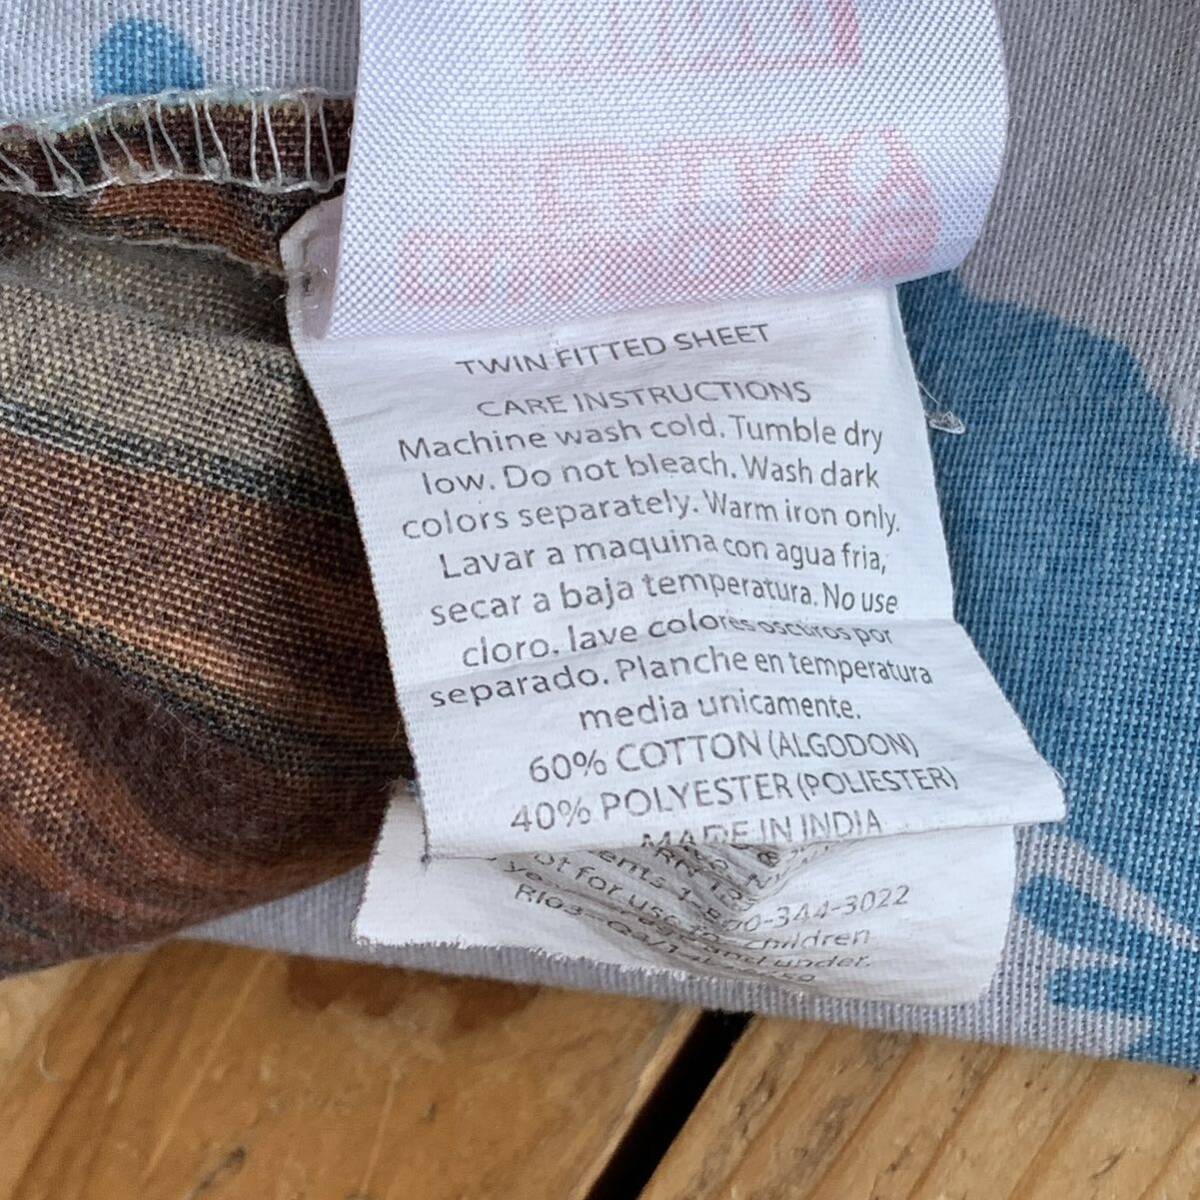 TWIN FITTED SHEET
CARE INSTRUCTIONS
Machine wash cold. Tumble dry
low. Do not bleach. Wash dark
colors separately. Warm iron only.
Lavar a maquina con agua fria,
secar a baja temperatura. No use
cloro. lave colores oscuros por
separado. Planche en temperatura
media unicamente.
60% COTTON (ALGODON)
40% POLYESTER (POLIESTER)
MADE IN INDIA
-344-3022
for use children
and under.